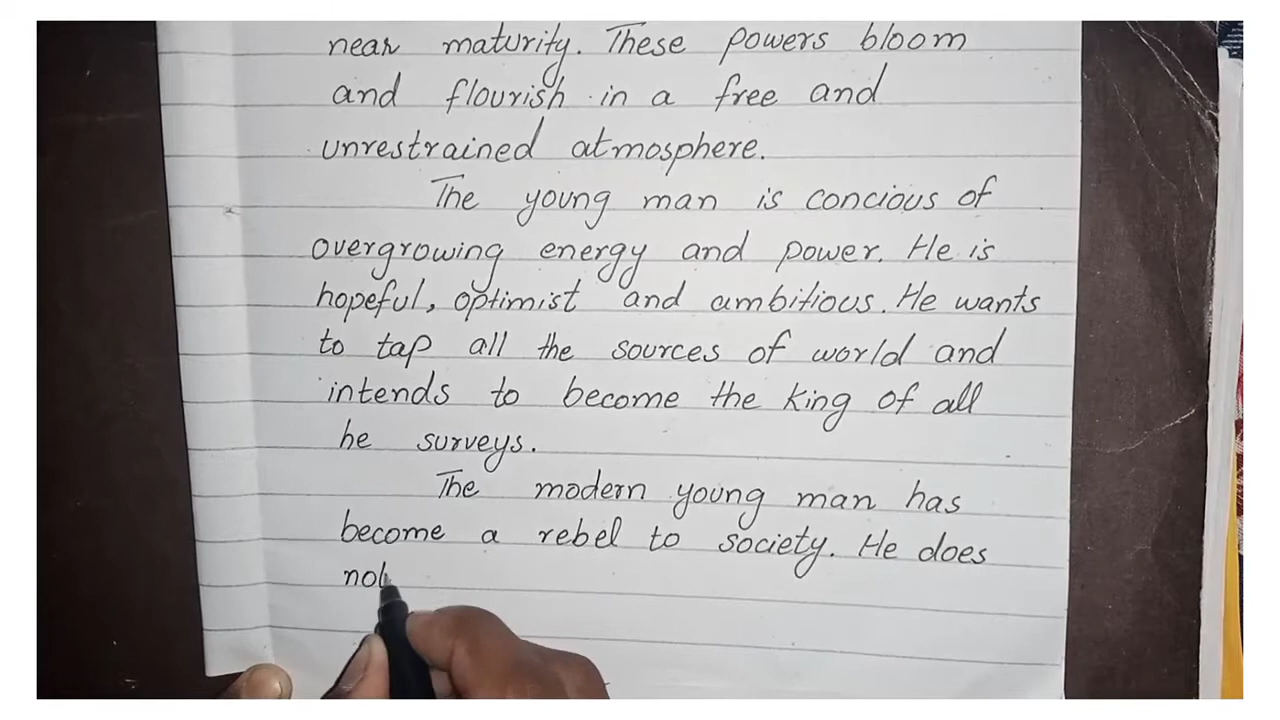 near maturity. These powers bloom
and flourish in a free and
unrestrained atmosphere.
The young man is concious of
overgrowing energy and power. He is
hopeful, optimist and ambitious. He wants
to tap all the sources of world and
intends to become the king of all
he surveys.
The modern young man has
become a rebel to society. He does
not